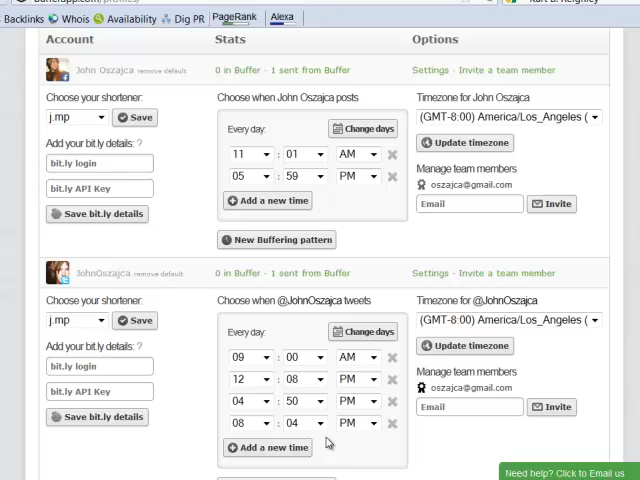 Backlinks Whois Availability Dig PR PageRank Alexa
Account Stats Options
John Oszajca remove default 0 in Buffer · 1 sent from Buffer Settings · Invite a team member
Choose your shortener: Choose when John Oszajca posts Timezone for John Oszajca
j.mp Save Every day: Change days (GMT-8:00) America/Los_Angeles (
Add your bit.ly details: ? 11 : 01 AM Update timezone
bit.ly login 05 : 59 PM Manage team members
bit.ly API Key Add a new time oszajca@gmail.com
Save bit.ly details Email Invite
New Buffering pattern
JohnOszajca remove default 0 in Buffer · 1 sent from Buffer Settings · Invite a team member
Choose your shortener: Choose when @JohnOszajca tweets Timezone for @JohnOszajca
j.mp Save Every day: Change days (GMT-8:00) America/Los_Angeles (
Add your bit.ly details: ? 09 : 00 AM Update timezone
bit.ly login 12 : 08 PM Manage team members
bit.ly API Key 04 : 50 PM oszajca@gmail.com
Save bit.ly details 08 : 04 PM Email Invite
Add a new time
Need help? Click to Email us